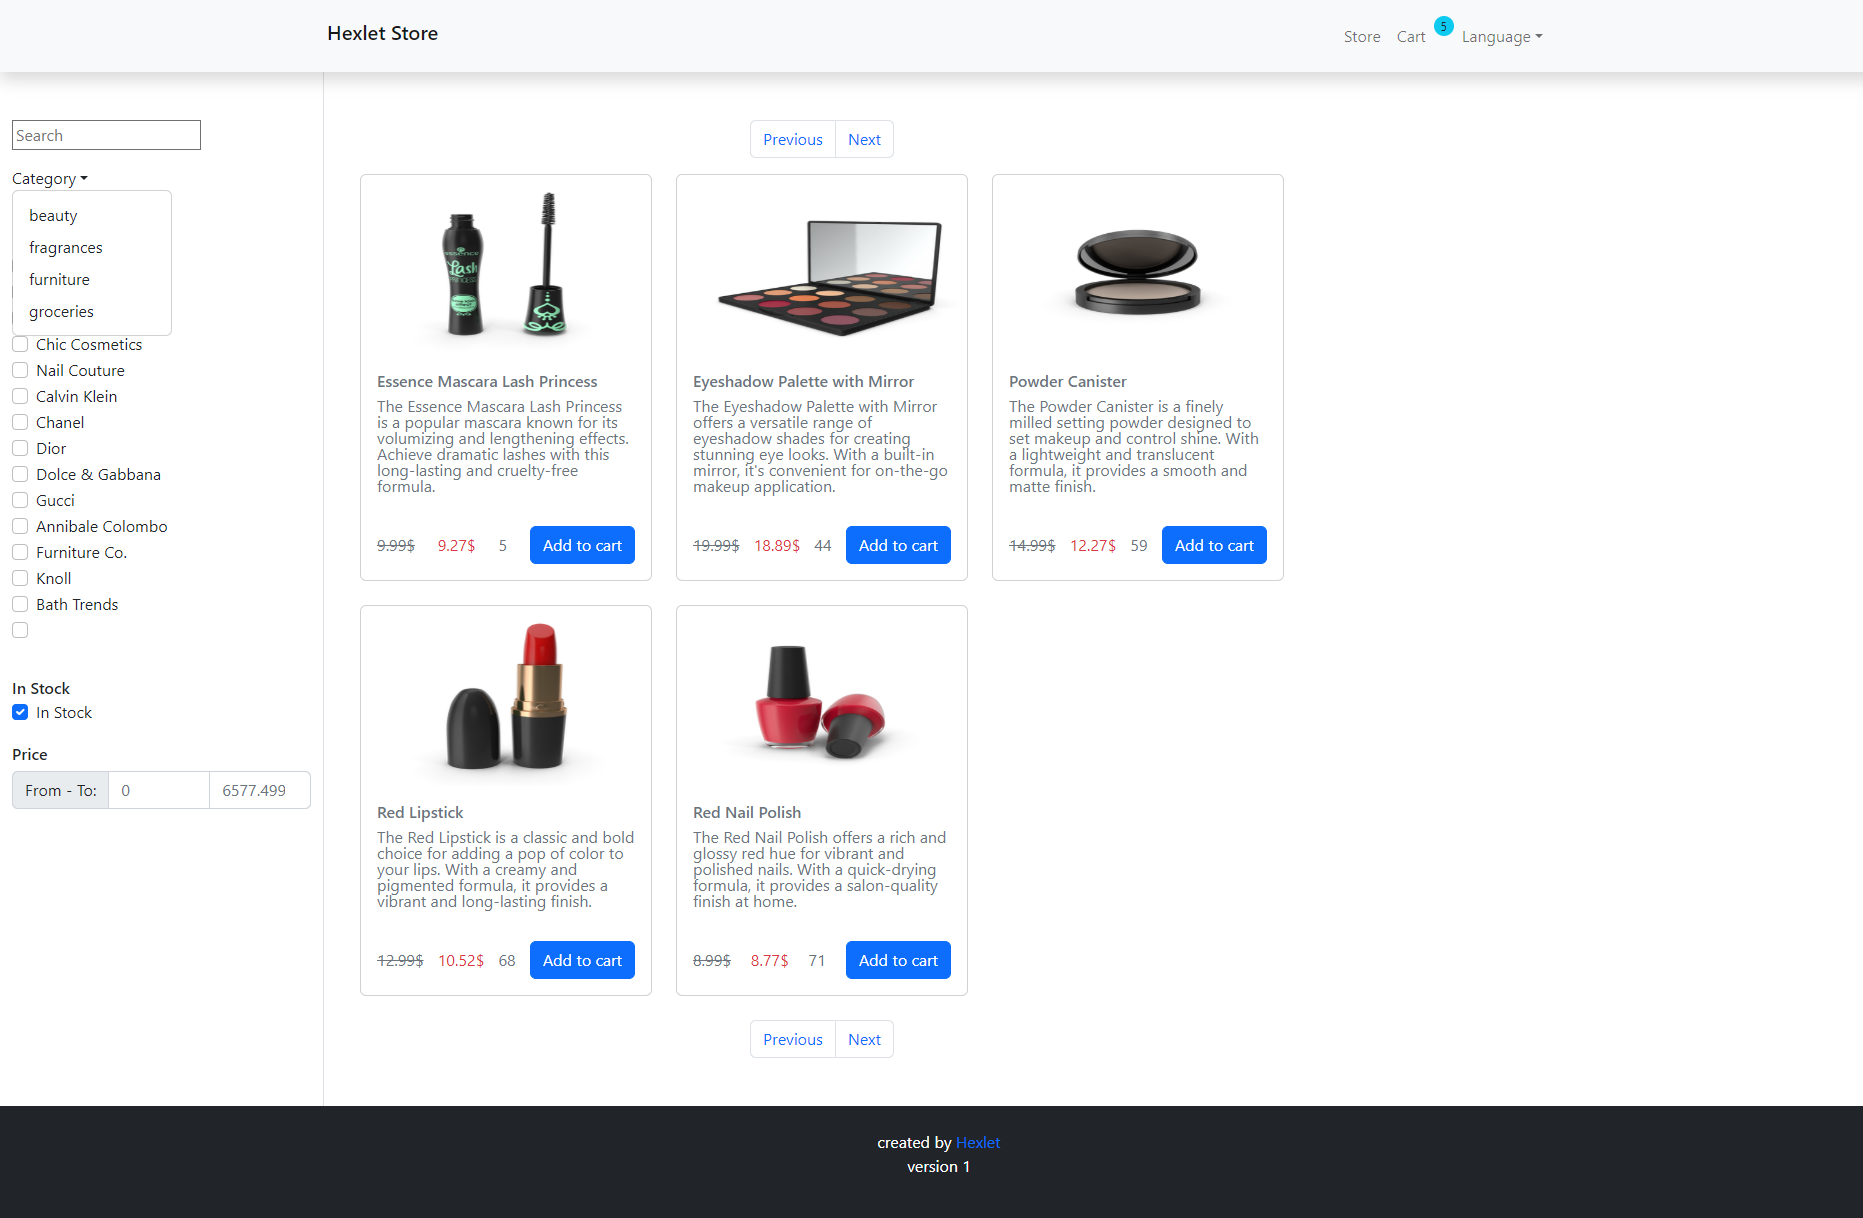 Hexlet Store
Store
Cart
5
Language
Search
Category
beauty
fragrances
furniture
groceries
Chic Cosmetics
Nail Couture
Calvin Klein
Chanel
Dior
Dolce & Gabbana
Gucci
Annibale Colombo
Furniture Co.
Knoll
Bath Trends
In Stock
In Stock
Price
From - To:
0
6577.499
Previous
Next
essence
Lash
PRINCESS
Essence Mascara Lash Princess
The Essence Mascara Lash Princess
is a popular mascara known for its
volumizing and lengthening effects.
Achieve dramatic lashes with this
long-lasting and cruelty-free
formula.
9.99$
9.27$
5
Add to cart
Eyeshadow Palette with Mirror
The Eyeshadow Palette with Mirror
offers a versatile range of
eyeshadow shades for creating
stunning eye looks. With a built-in
mirror, it's convenient for on-the-go
makeup application.
19.99$
18.89$
44
Add to cart
Powder Canister
The Powder Canister is a finely
milled setting powder designed to
set makeup and control shine. With
a lightweight and translucent
formula, it provides a smooth and
matte finish.
14.99$
12.27$
59
Add to cart
Red Lipstick
The Red Lipstick is a classic and bold
choice for adding a pop of color to
your lips. With a creamy and
pigmented formula, it provides a
vibrant and long-lasting finish.
12.99$
10.52$
68
Add to cart
Red Nail Polish
The Red Nail Polish offers a rich and
glossy red hue for vibrant and
polished nails. With a quick-drying
formula, it provides a salon-quality
finish at home.
8.99$
8.77$
71
Add to cart
Previous
Next
created by Hexlet
version 1